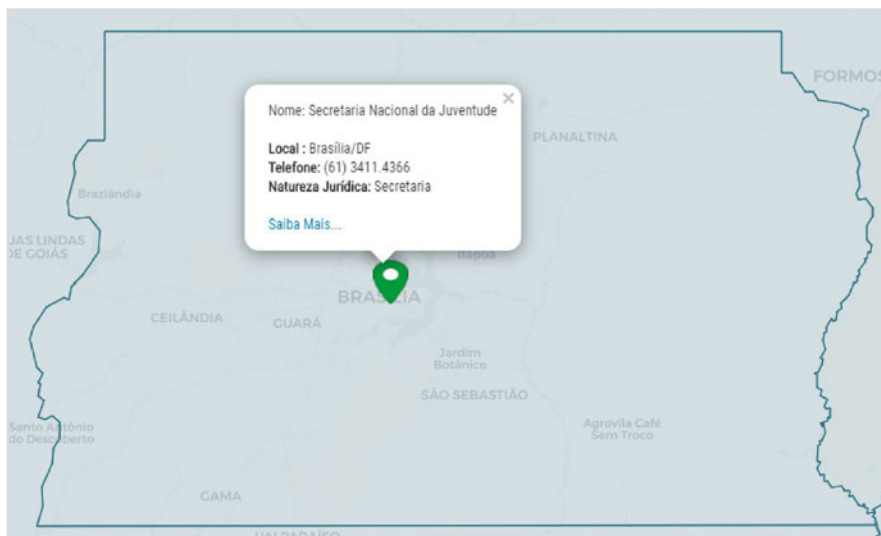 FORMOS
Nome: Secretaria Nacional da Juventude
×
Local : Brasília/DF
Telefone: (61) 3411.4366
Natureza Jurídica: Secretaria
Saiba Mais...
PLANALTINA
Brazlândia
UAS LINDAS
DE GOIÁS
Itapoã
BRASÍLIA
CEILÂNDIA
GUARÁ
Jardim
Botânico
SÃO SEBASTIÃO
Santo Antônio
do Descoberto
Agrovila Café
Sem Troco
GAMA
VALPARAÍSO